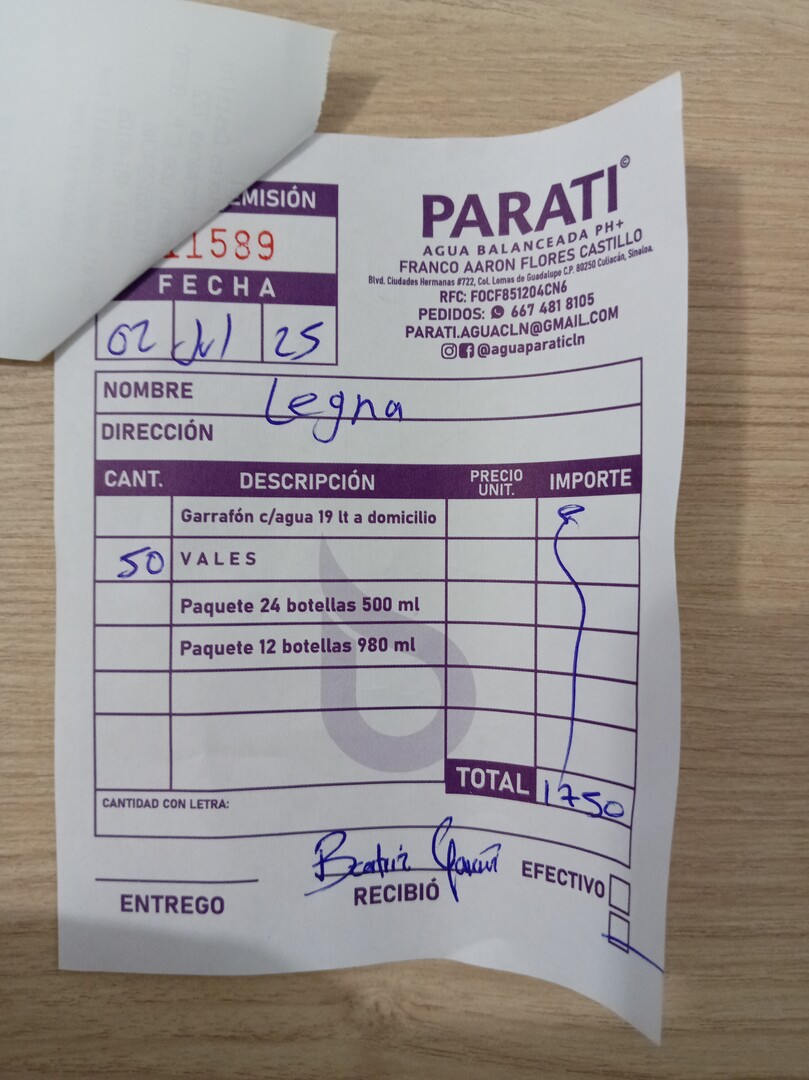 EMISIÓN
11589
FECHA
02 Jul 25
PARATI©
AGUA BALANCEADA PH+
FRANCO AARON FLORES CASTILLO
Blvd. Ciudades Hermanas #722, Col. Lomas de Guadalupe C.P. 80250 Culiacán, Sinaloa.
RFC: FOCF851204CN6
PEDIDOS: 667 481 8105
PARATI.AGUACLN@GMAIL.COM
@aguaparaticln
NOMBRE Legna
DIRECCIÓN
CANT. DESCRIPCIÓN PRECIO UNIT. IMPORTE
Garrafón c/agua 19 lt a domicilio
50 VALES
Paquete 24 botellas 500 ml
Paquete 12 botellas 980 ml
TOTAL 1750
CANTIDAD CON LETRA:
Beatriz García
ENTREGO
RECIBIÓ
EFECTIVO